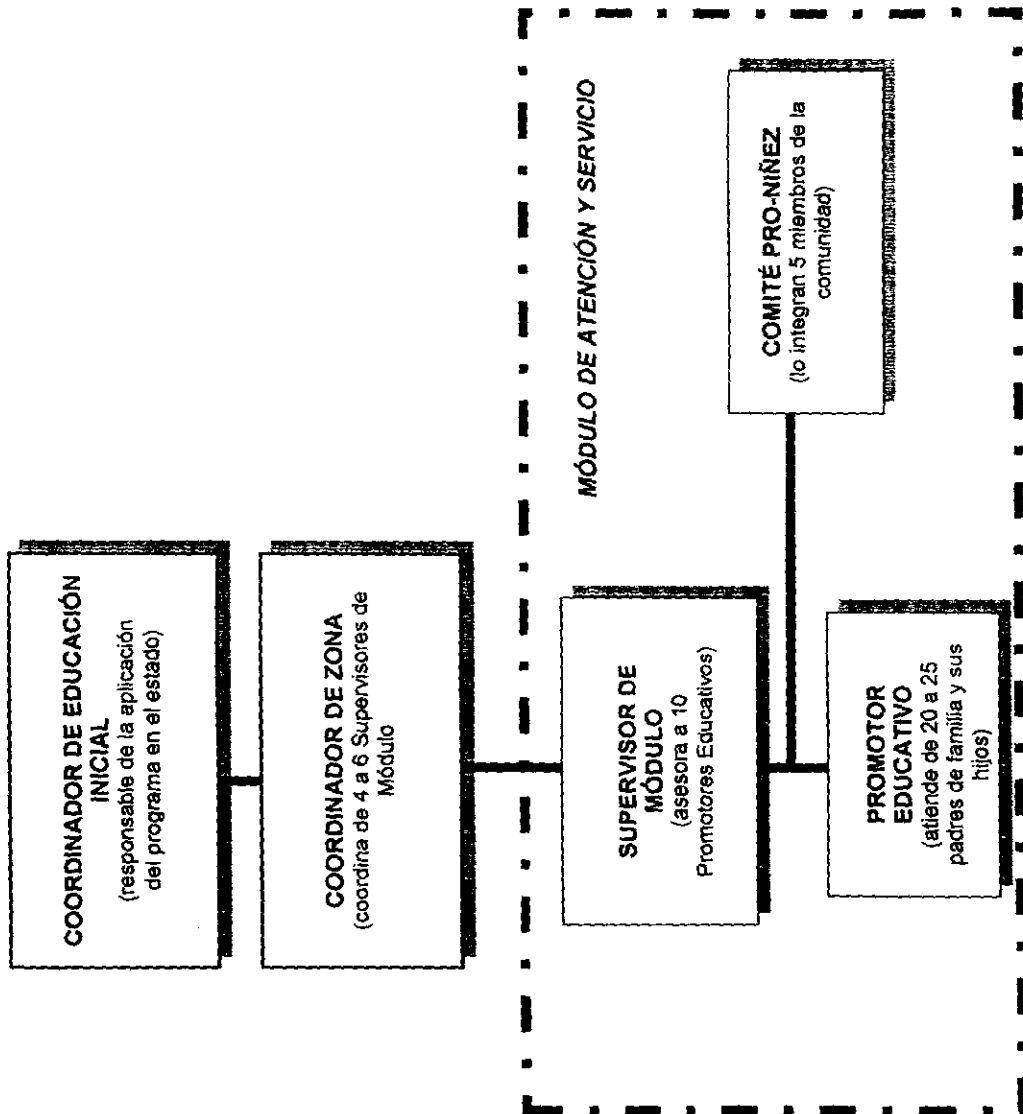 COORDINADOR DE EDUCACIÓN
INICIAL
(responsable de la aplicación
del programa en el estado)
COORDINADOR DE ZONA
(coordina de 4 a 6 Supervisores de
Módulo
MÓDULO DE ATENCIÓN Y SERVICIO
SUPERVISOR DE
MÓDULO
(asesora a 10
Promotores Educativos)
COMITÉ PRO-NIÑEZ
(lo integran 5 miembros de la
comunidad)
PROMOTOR
EDUCATIVO
(atiende de 20 a 25
padres de familia y sus
hijos)